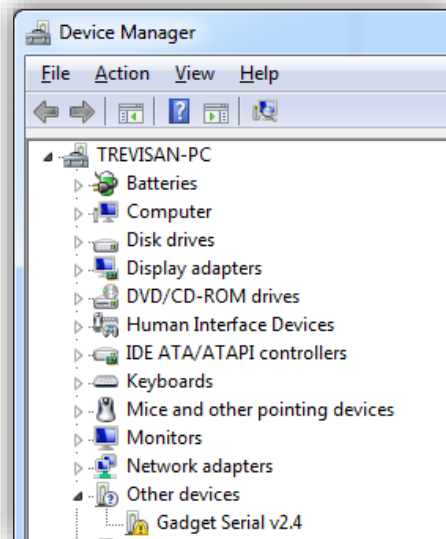 Device Manager
File Action View Help
TREVISAN-PC
Batteries
Computer
Disk drives
Display adapters
DVD/CD-ROM drives
Human Interface Devices
IDE ATA/ATAPI controllers
Keyboards
Mice and other pointing devices
Monitors
Network adapters
Other devices
Gadget Serial v2.4